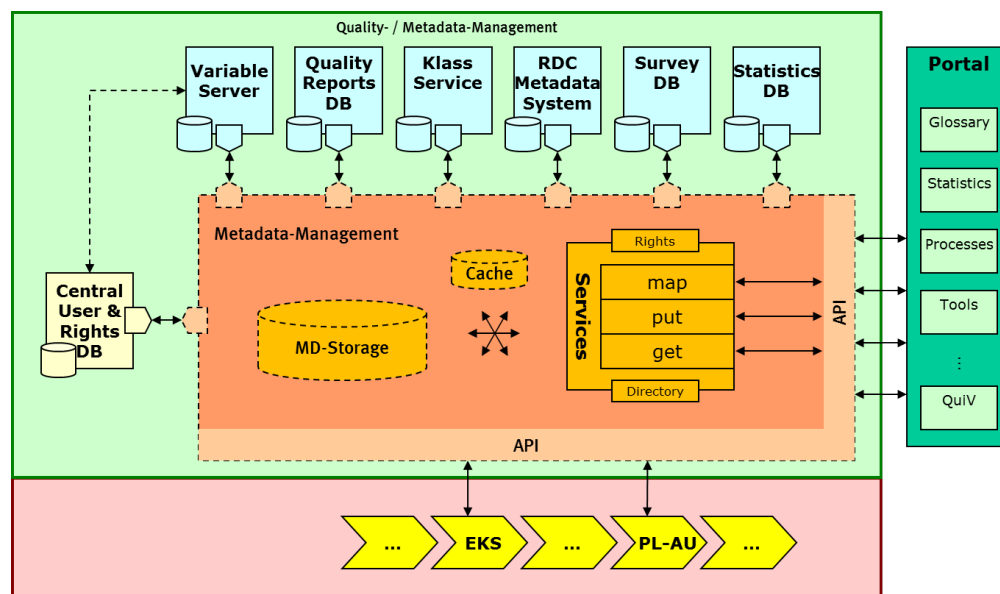 Quality- / Metadata-Management
Variable
Server
Quality
Reports
DB
Klass
Service
RDC
Metadata
System
Survey
DB
Statistics
DB
Portal
Glossary
Statistics
Processes
Tools
...
QuiV
Metadata-Management
Cache
MD-Storage
Rights
Services
map
put
get
Directory
API
API
Central
User &
Rights
DB
...
EKS
...
PL-AU
...